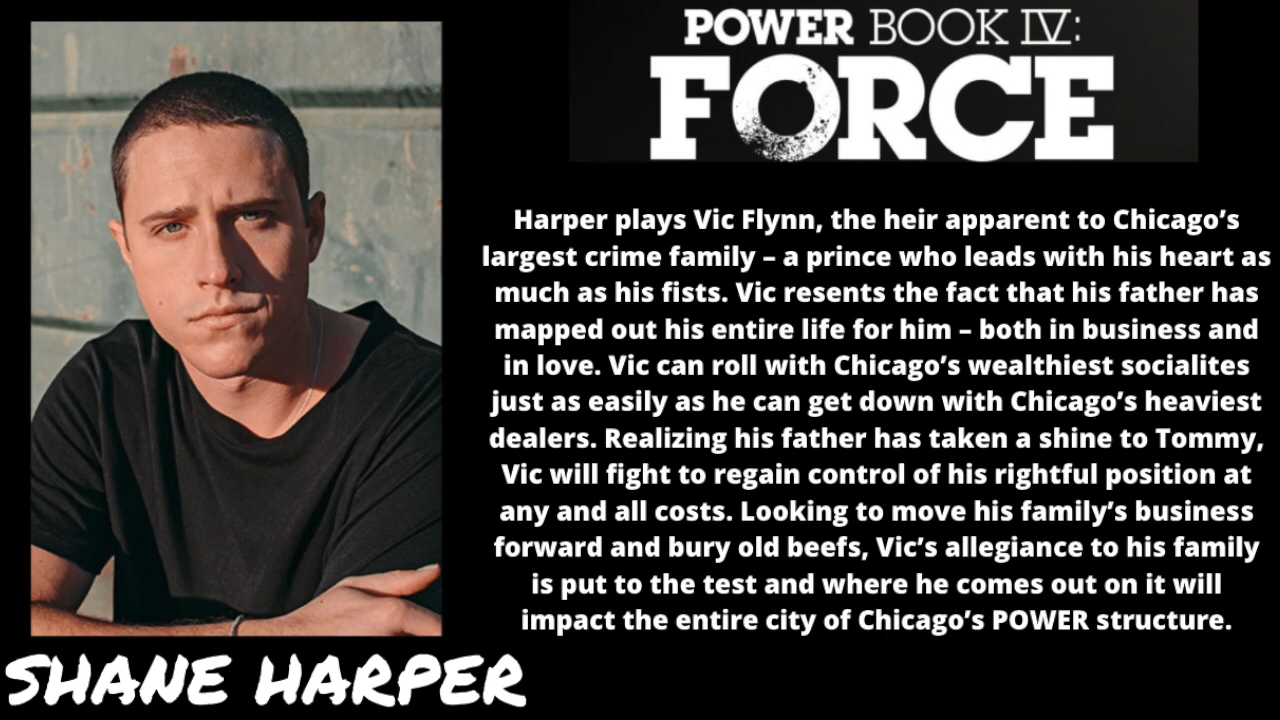 POWER BOOK IV:
FORCE
Harper plays Vic Flynn, the heir apparent to Chicago’s
largest crime family – a prince who leads with his heart as
much as his fists. Vic resents the fact that his father has
mapped out his entire life for him – both in business and
in love. Vic can roll with Chicago’s wealthiest socialites
just as easily as he can get down with Chicago’s heaviest
dealers. Realizing his father has taken a shine to Tommy,
Vic will fight to regain control of his rightful position at
any and all costs. Looking to move his family’s business
forward and bury old beefs, Vic’s allegiance to his family
is put to the test and where he comes out on it will
impact the entire city of Chicago’s POWER structure.
SHANE HARPER